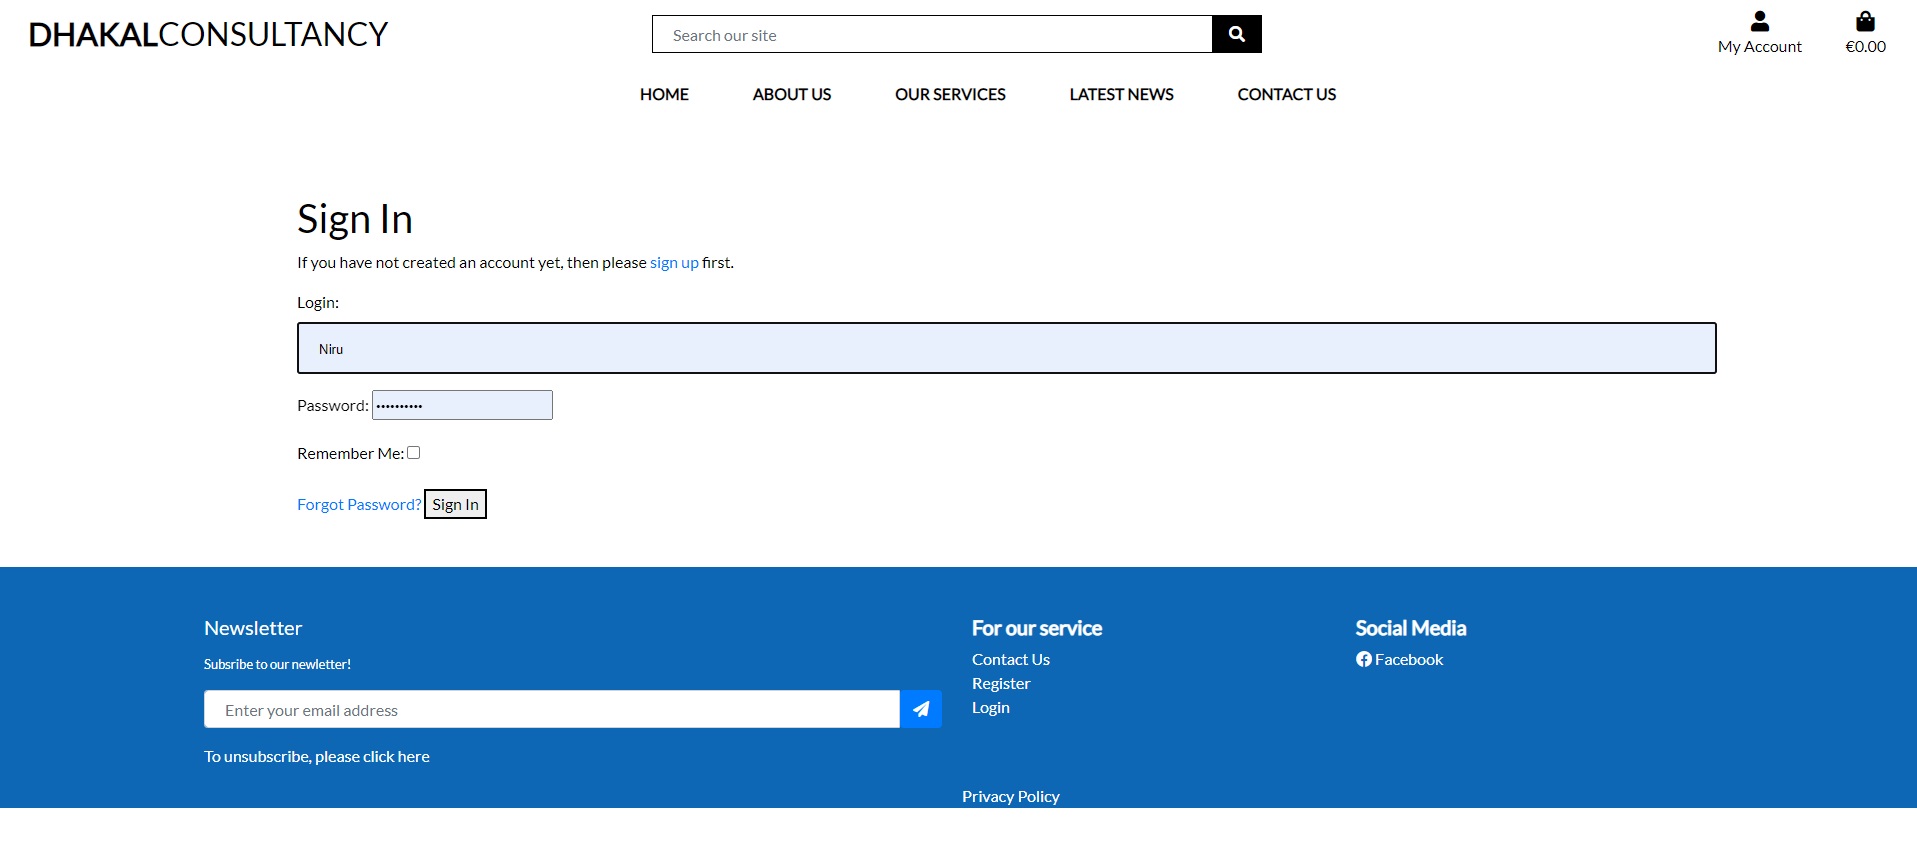 DHAKALCONSULTANCY
Search our site
My Account
€0.00
HOME ABOUT US OUR SERVICES LATEST NEWS CONTACT US
Sign In
If you have not created an account yet, then please sign up first.
Login:
Niru
Password: ••••••••••
Remember Me:
Forgot Password? Sign In
Newsletter
Subsribe to our newletter!
Enter your email address
To unsubscribe, please click here
For our service
Contact Us
Register
Login
Social Media
Facebook
Privacy Policy